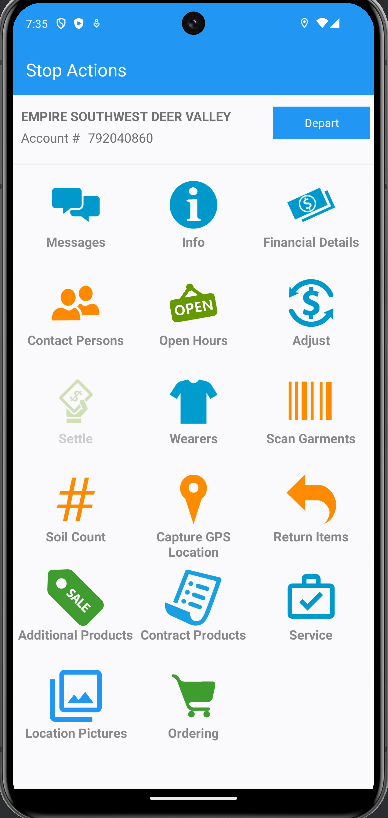 7:35
Stop Actions
EMPIRE SOUTHWEST DEER VALLEY
Account # 792040860
Depart
Messages
Info
Financial Details
OPEN
Contact Persons
Open Hours
Adjust
Settle
Wearers
Scan Garments
#
Soil Count
Capture GPS
Location
Return Items
SALE
Additional Products
Contract Products
Service
Location Pictures
Ordering